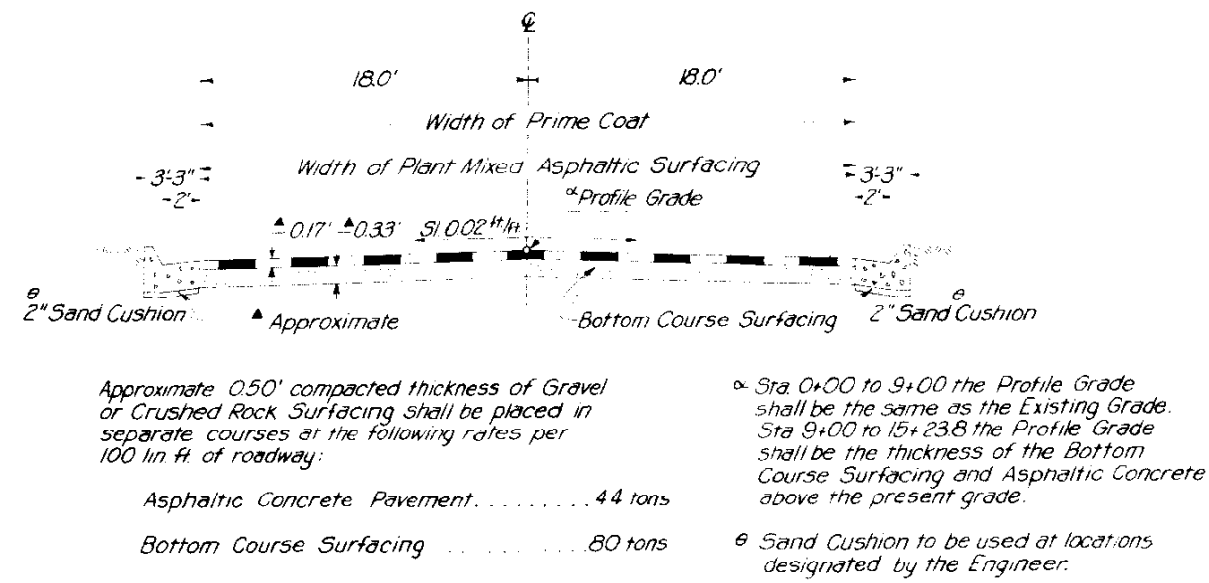 ℄
18.0' 18.0'
Width of Prime Coat
Width of Plant Mixed Asphaltic Surfacing
3'-3" 3'-3"
2' 2'
α Profile Grade
▲ 0.17' ▲ 0.33' Sl. 0.02 ft/ft.
θ
2" Sand Cushion
▲ Approximate
Bottom Course Surfacing
θ
2" Sand Cushion
Approximate 0.50' compacted thickness of Gravel
or Crushed Rock Surfacing shall be placed in
separate courses at the following rates per
100 lin. ft. of roadway:
Asphaltic Concrete Pavement.........44 tons
Bottom Course Surfacing .........80 tons
α Sta. 0+00 to 9+00 the Profile Grade
shall be the same as the Existing Grade.
Sta 9+00 to 15+23.8 the Profile Grade
shall be the thickness of the Bottom
Course Surfacing and Asphaltic Concrete
above the present grade.
θ Sand Cushion to be used at locations
designated by the Engineer.